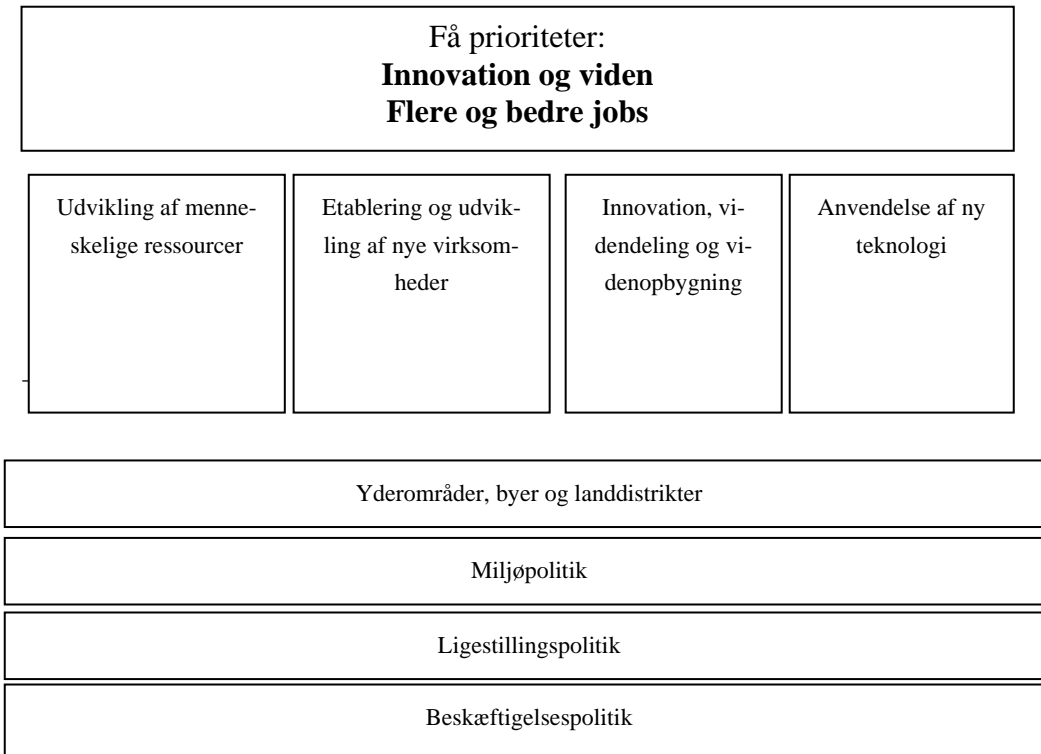 Få prioriteter:
Innovation og viden
Flere og bedre jobs
Udvikling af menne-
skelige ressourcer
Etablering og udvik-
ling af nye virksom-
heder
Innovation, vi-
dendeling og vi-
denopbygning
Anvendelse af ny
teknologi
Yderområder, byer og landdistrikter
Miljøpolitik
Ligestillingspolitik
Beskæftigelsespolitik